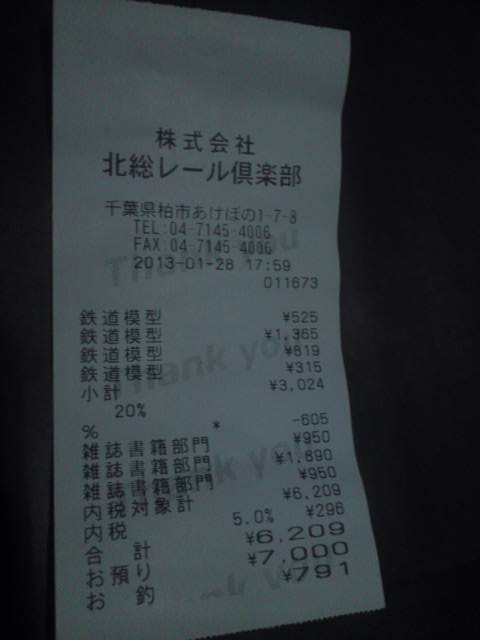 株式会社
北総レール倶楽部
千葉県柏市あけぼの1-7-8
TEL:04-7145-4006
FAX:04-7145-4006
2013-01-28 17:59
011673
鉄道模型 ¥525
鉄道模型 ¥1,365
鉄道模型 ¥819
鉄道模型 ¥315
小計 ¥3,024
20%
% * -605
雑誌書籍部門 ¥950
雑誌書籍部門 ¥1,890
雑誌書籍部門 ¥950
内税対象計 ¥6,209
内税 5.0% ¥296
合計 ¥6,209
お預り ¥7,000
お釣 ¥791
Thank you
Thank you